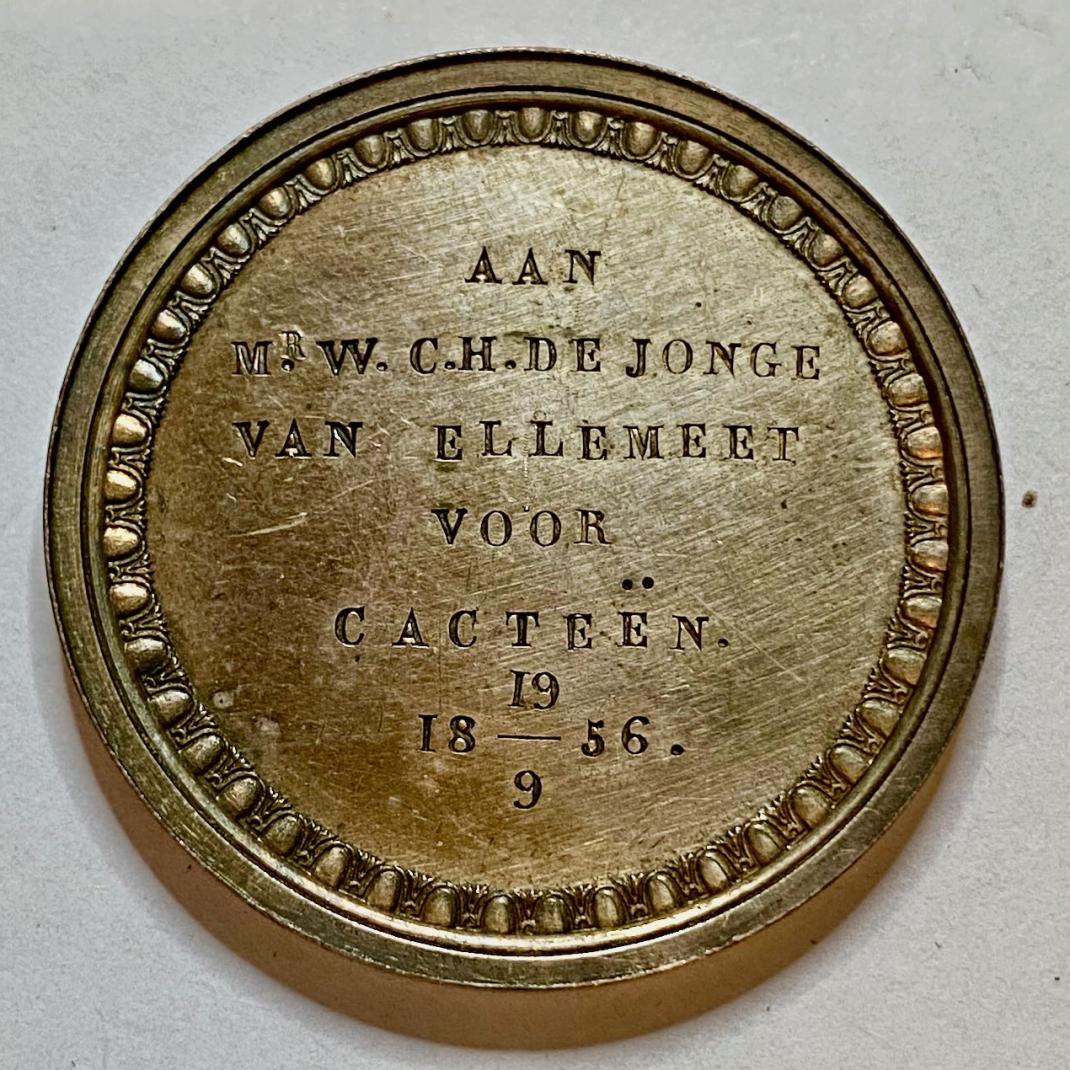 AAN
MR. W. C.H. DE JONGE
VAN ELLEMEET
VOOR
CACTEËN.
19
18 — 56.
9